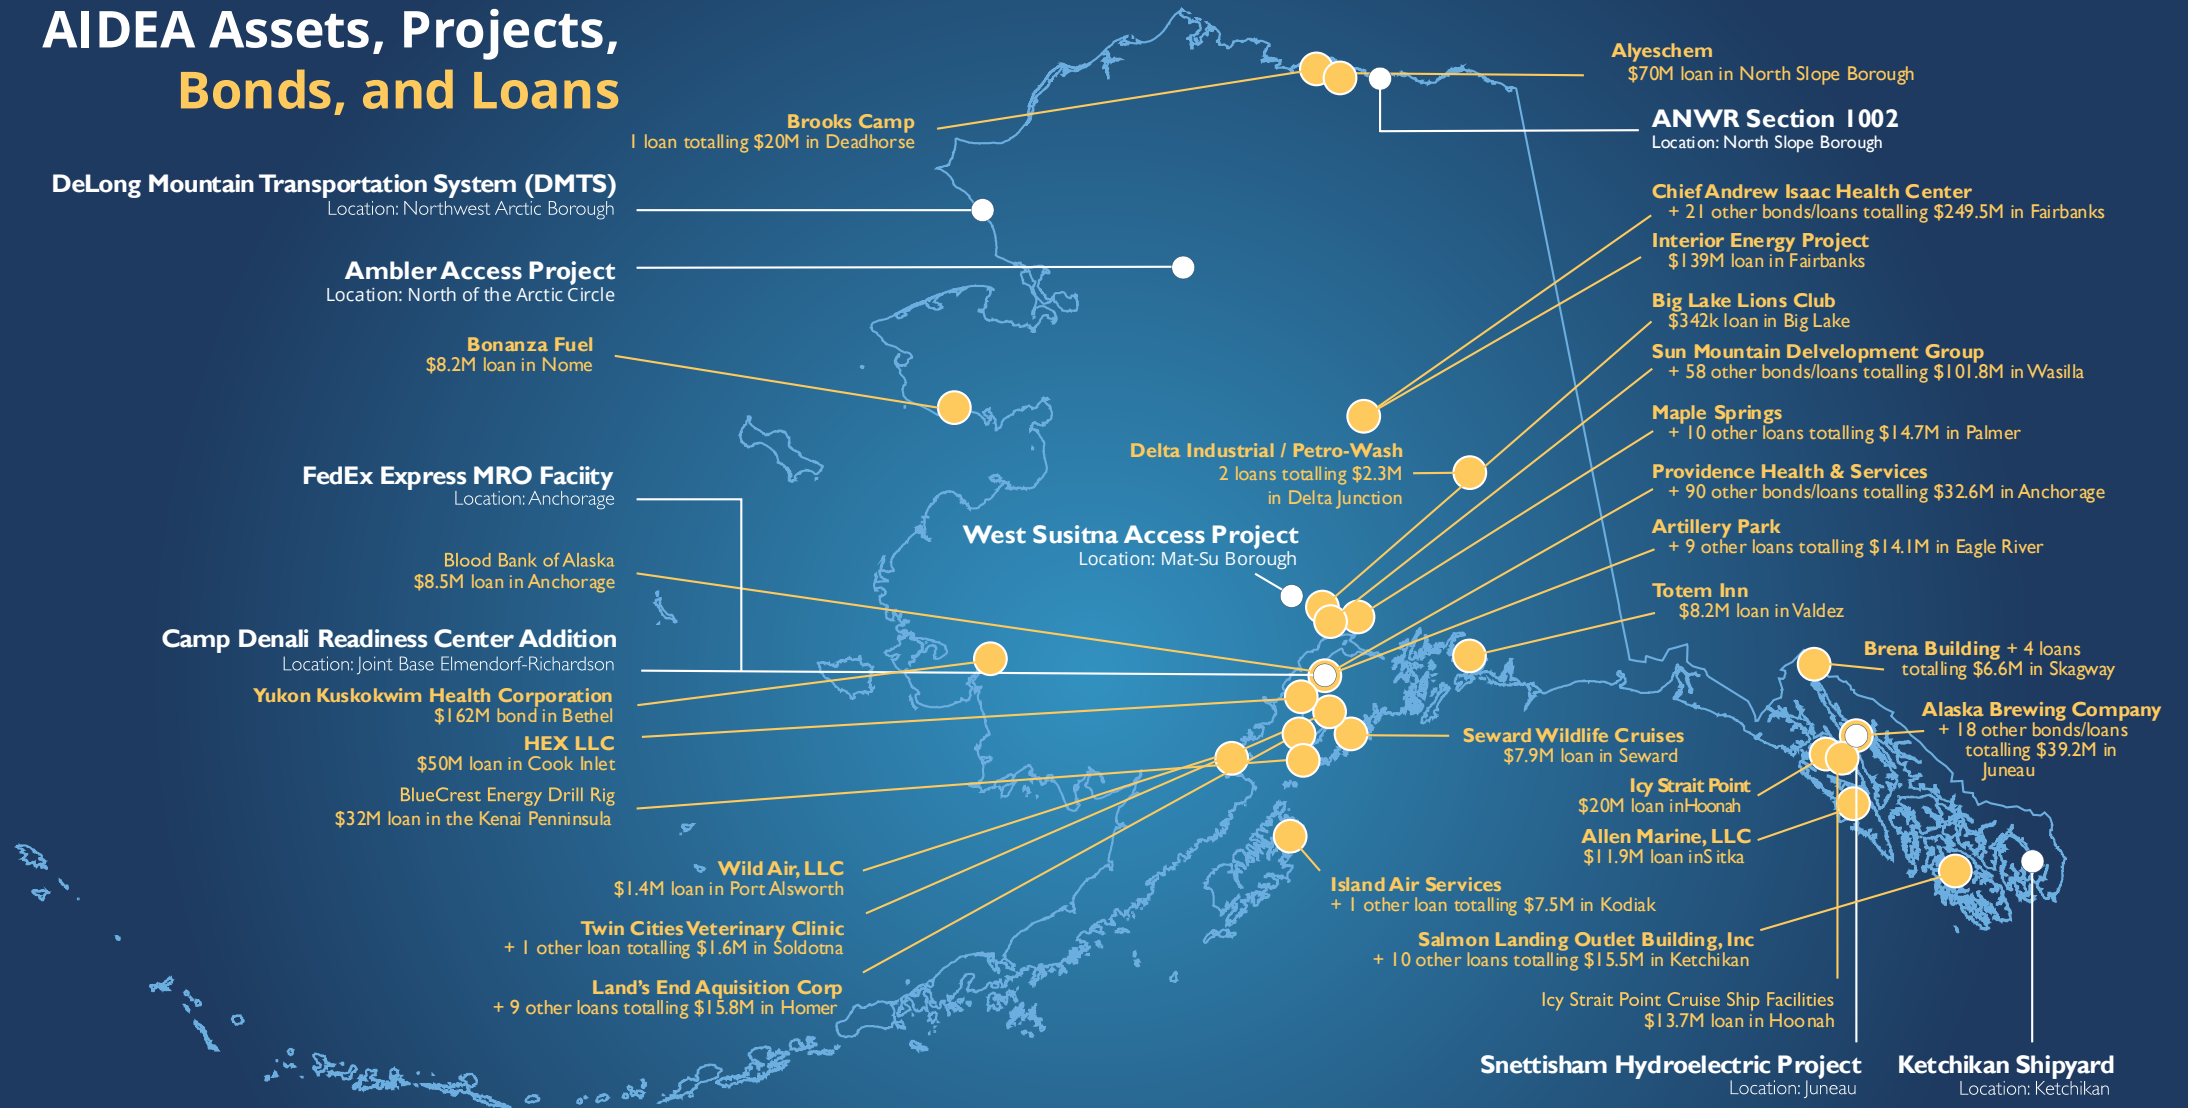 AIDEA Assets, Projects,
Bonds, and Loans
Brooks Camp
1 loan totalling $20M in Deadhorse
DeLong Mountain Transportation System (DMTS)
Location: Northwest Arctic Borough
Ambler Access Project
Location: North of the Arctic Circle
Bonanza Fuel
$8.2M loan in Nome
FedEx Express MRO Faciity
Location: Anchorage
Blood Bank of Alaska
$8.5M loan in Anchorage
Camp Denali Readiness Center Addition
Location: Joint Base Elmendorf-Richardson
Yukon Kuskokwim Health Corporation
$162M bond in Bethel
HEX LLC
$50M loan in Cook Inlet
BlueCrest Energy Drill Rig
$32M loan in the Kenai Penninsula
Wild Air, LLC
$1.4M loan in Port Alsworth
Twin Cities Veterinary Clinic
+ 1 other loan totalling $1.6M in Soldotna
Land's End Aquisition Corp
+ 9 other loans totalling $15.8M in Homer
Delta Industrial / Petro-Wash
2 loans totalling $2.3M
in Delta Junction
West Susitna Access Project
Location: Mat-Su Borough
Alyeschem
$70M loan in North Slope Borough
ANWR Section 1002
Location: North Slope Borough
Chief Andrew Isaac Health Center
+ 21 other bonds/loans totalling $249.5M in Fairbanks
Interior Energy Project
$139M loan in Fairbanks
Big Lake Lions Club
$342k loan in Big Lake
Sun Mountain Delvelopment Group
+ 58 other bonds/loans totalling $101.8M in Wasilla
Maple Springs
+ 10 other loans totalling $14.7M in Palmer
Providence Health & Services
+ 90 other bonds/loans totalling $32.6M in Anchorage
Artillery Park
+ 9 other loans totalling $14.1M in Eagle River
Totem Inn
$8.2M loan in Valdez
Brena Building + 4 loans
totalling $6.6M in Skagway
Alaska Brewing Company
+ 18 other bonds/loans
totalling $39.2M in
Juneau
Seward Wildlife Cruises
$7.9M loan in Seward
Icy Strait Point
$20M loan inHoonah
Allen Marine, LLC
$11.9M loan inSitka
Island Air Services
+ 1 other loan totalling $7.5M in Kodiak
Salmon Landing Outlet Building, Inc
+ 10 other loans totalling $15.5M in Ketchikan
Icy Strait Point Cruise Ship Facilities
$13.7M loan in Hoonah
Snettisham Hydroelectric Project
Location: Juneau
Ketchikan Shipyard
Location: Ketchikan